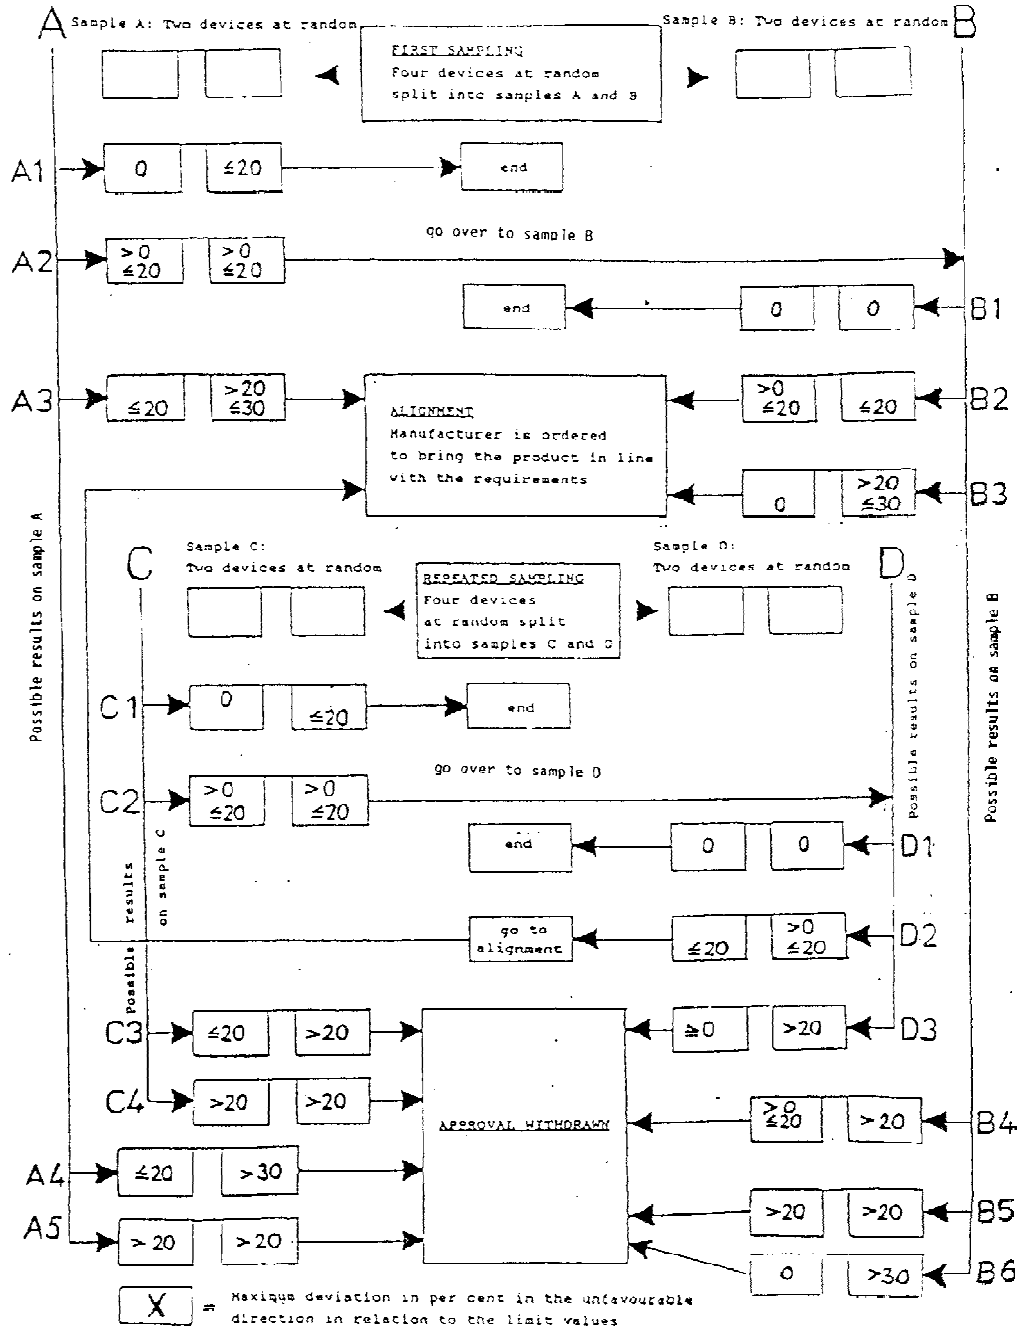 A
Sample A: Two devices at random
Sample B: Two devices at random
B
FIRST SAMPLING
Four devices at random
split into samples A and B
A1
0
≤20
end
go over to sample B
A2
>0
≤20
>0
≤20
end
0
0
B1
A3
≤20
>20
≤30
ALIGNMENT
Manufacturer is ordered
to bring the product in line
with the requirements
>0
≤20
≤20
B2
0
>20
≤30
B3
Possible results on sample A
C
Sample C:
Two devices at random
REPEATED SAMPLING
Four devices
at random split
into samples C and D
Sample D:
Two devices at random
D
Possible results on sample D
Possible results on sample B
C1
0
≤20
end
go over to sample D
C2
>0
≤20
>0
≤20
end
0
0
D1
Possible results
on sample C
go to
alignment
≤20
>0
≤20
D2
C3
≤20
>20
≥0
>20
D3
C4
>20
>20
APPROVAL WITHDRAWN
>0
≤20
>20
B4
A4
≤20
>30
A5
>20
>20
>20
>20
B5
0
>30
B6
X
=
Maximum deviation in per cent in the unfavourable
direction in relation to the limit values